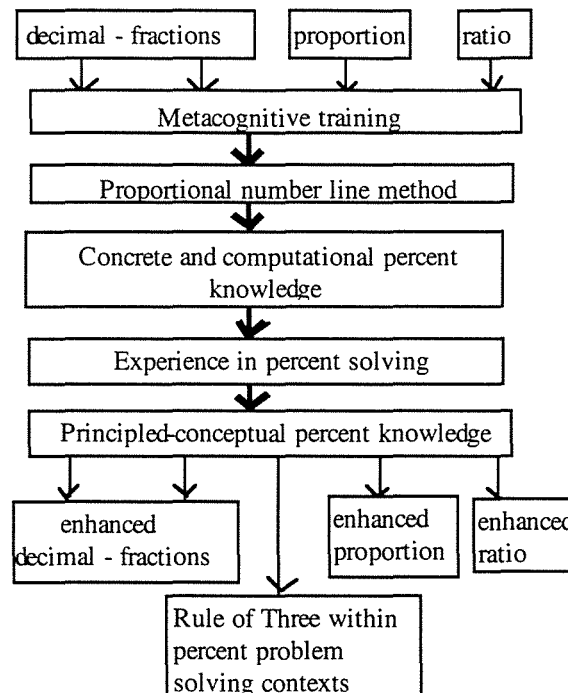 decimal - fractions proportion ratio
Metacognitive training
Proportional number line method
Concrete and computational percent
knowledge
Experience in percent solving
Principled-conceptual percent knowledge
enhanced
decimal - fractions
enhanced
proportion
enhanced
ratio
Rule of Three within
percent problem
solving contexts